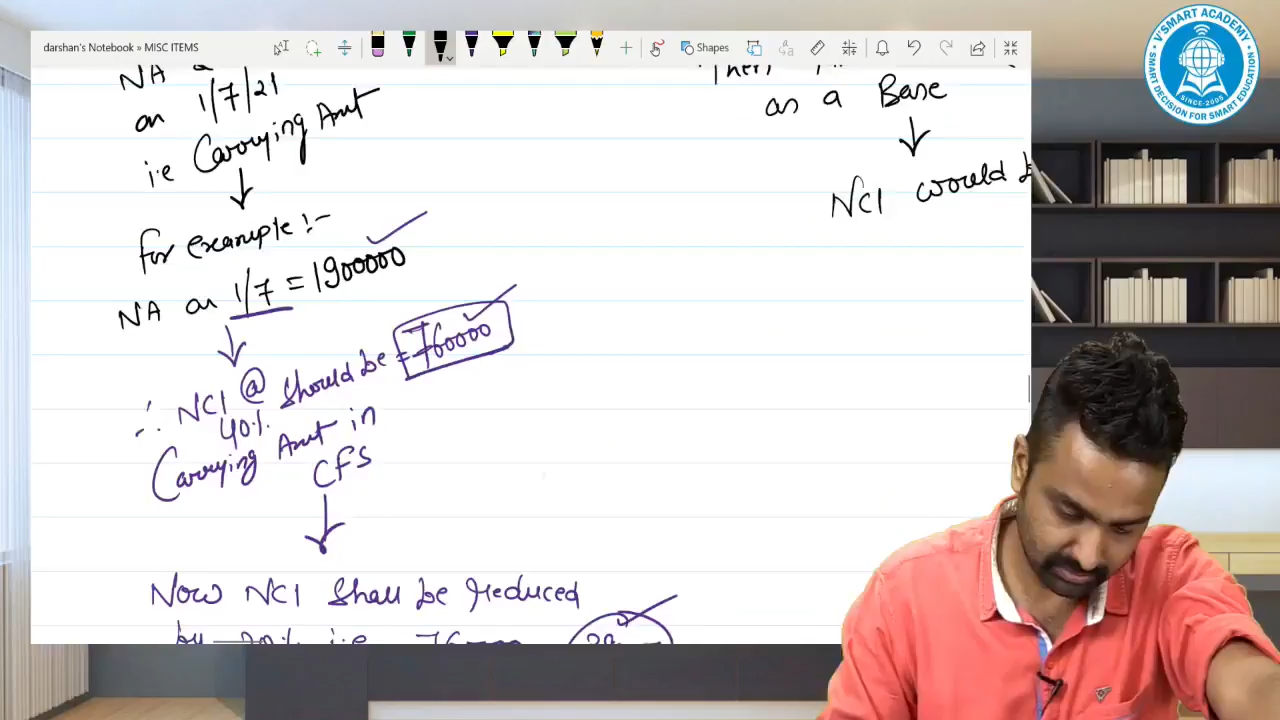 darshan's Notebook » MISC ITEMS
Shapes
V'SMART ACADEMY
SINCE-2005
SMART DECISION FOR SMART EDUCATION
NA
on 1/7/21
i.e Carrying Amt
for example :-
NA on 1/7 = 1900000
∴ NCI @ should be = 760000
40%
Carrying Amt in
CFS
Now NCI Shall be reduced
by i.e
as a Base
NCI would